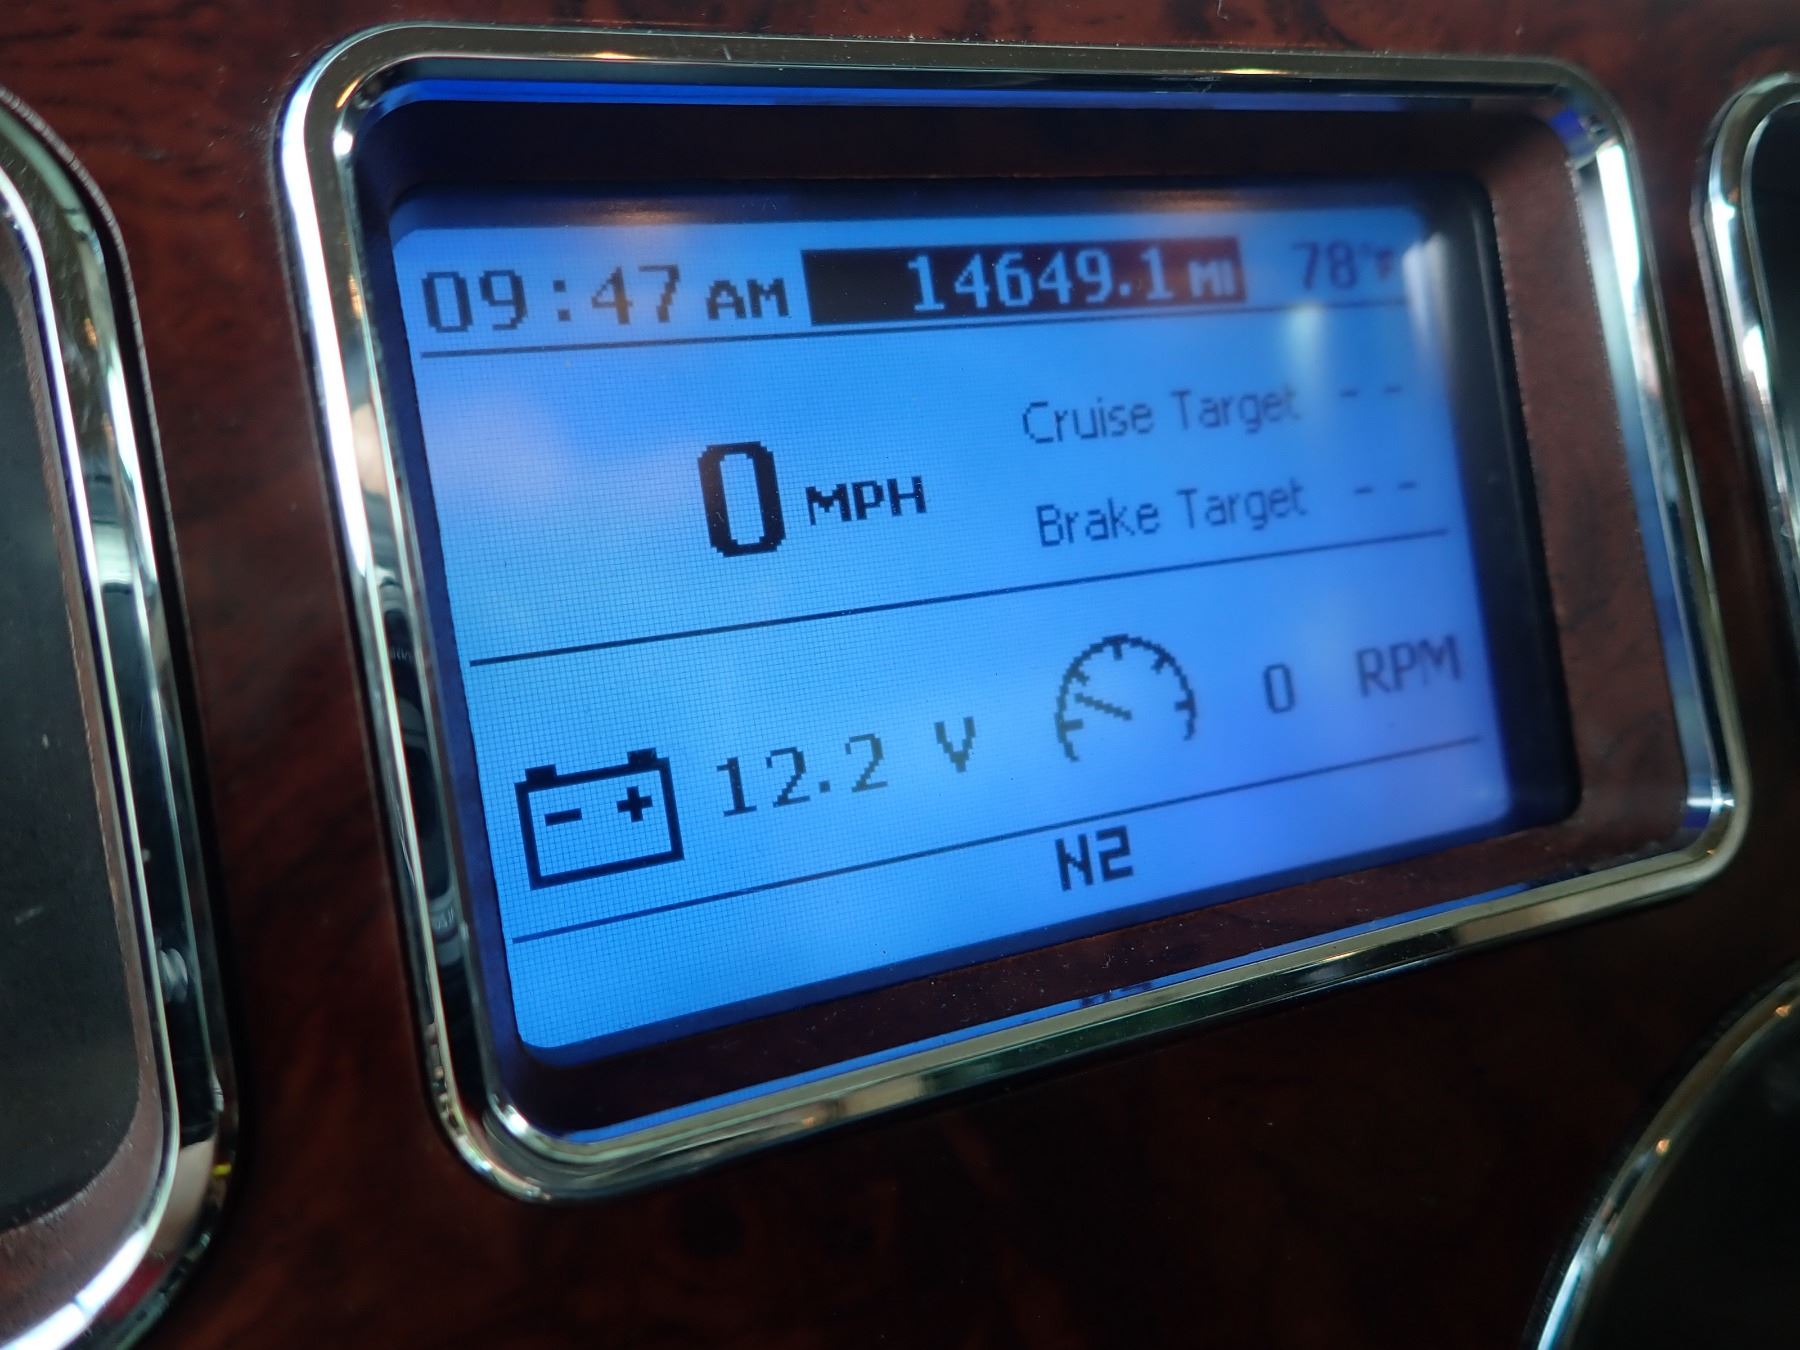 09:47 AM 14649.1 MI 78°F
Cruise Target - -
0 MPH
Brake Target - -
- + 12.2 V 0 RPM
N2